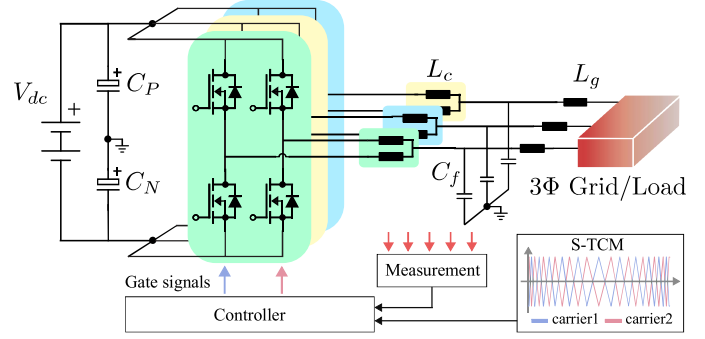 V_dc
+
+
C_P
+
C_N
L_c
L_g
C_f
3Φ Grid/Load
Gate signals
Controller
Measurement
S-TCM
carrier1
carrier2